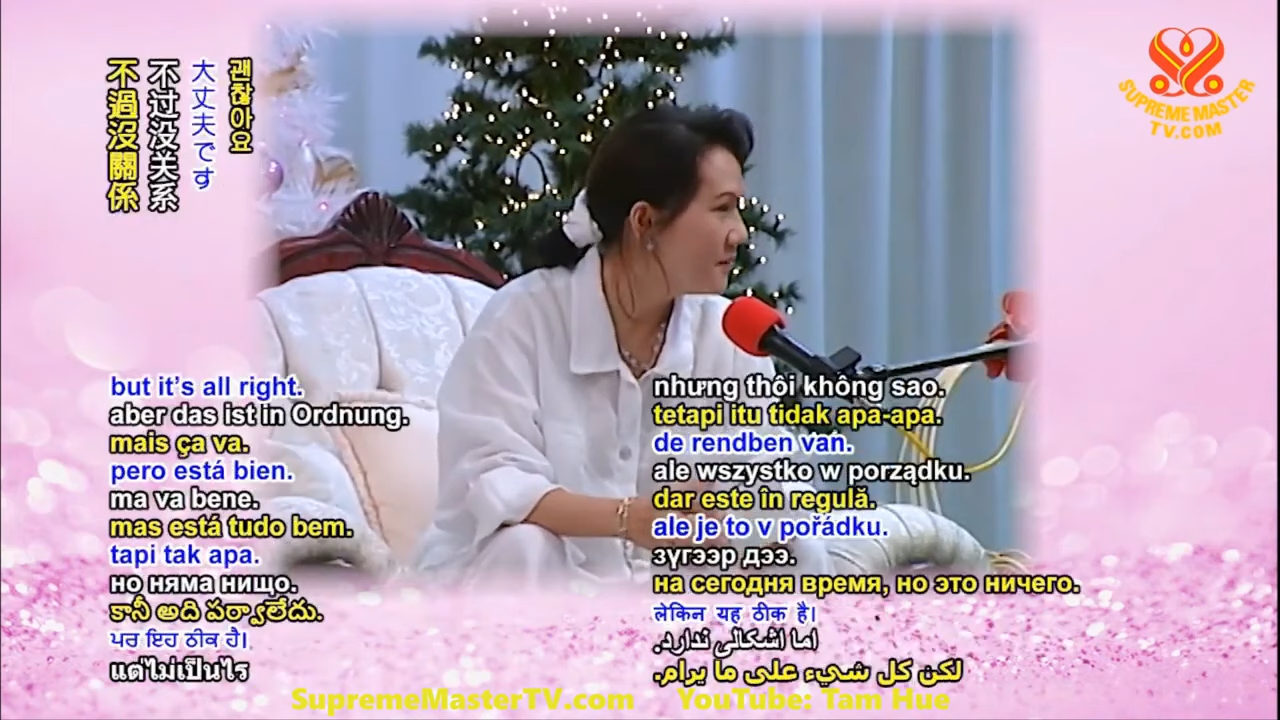 괜찮아요
大丈夫です
不过没关系
不過沒關係
SUPREME MASTER
TV.COM
but it's all right.
aber das ist in Ordnung.
mais ça va.
pero está bien.
ma va bene.
mas está tudo bem.
tapi tak apa.
но няма нищо.
కానీ అది పర్వాలేదు.
ਪਰ ਇਹ ਠੀਕ ਹੈ।
แต่ไม่เป็นไร
nhưng thôi không sao.
tetapi itu tidak apa-apa.
de rendben van.
ale wszystko w porządku.
dar este în regulă.
ale je to v pořádku.
зүгээр дээ.
на сегодня время, но это ничего.
लेकिन यह ठीक है।
اما اشکالی ندارد.
لكن كل شيء على ما يرام.
SupremeMasterTV.com YouTube: Tam Hue